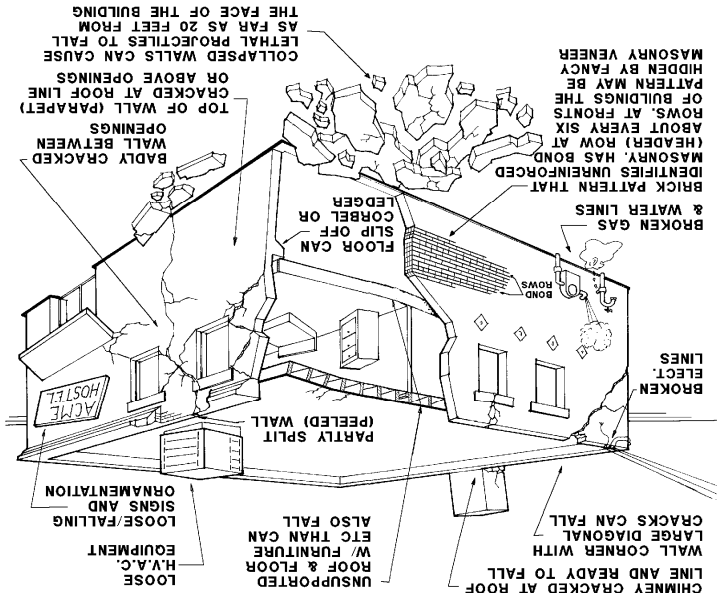 CHIMNEY CRACKED AT ROOF
LINE AND READY TO FALL
WALL CORNER WITH
LARGE DIAGONAL
CRACKS CAN FALL
UNSUPPORTED
ROOF & FLOOR
W/ FURNITURE
ETC THAN CAN
ALSO FALL
LOOSE
H.V.A.C.
EQUIPMENT
LOOSE/FALLING
SIGNS AND
ORNAMENTATION
PARTLY SPLIT
(PEELED) WALL
ACME
HOSTEL
BROKEN
ELECT.
LINES
BOND
ROWS
BROKEN GAS
& WATER LINES
BRICK PATTERN THAT
IDENTIFIES UNREINFORCED
MASONRY. HAS BOND
(HEADER) ROW AT
ABOUT EVERY SIX
ROWS. AT FRONTS
OF BUILDINGS THE
PATTERN MAY BE
HIDDEN BY FANCY
MASONRY VENEER
FLOOR CAN
SLIP OFF
CORBEL OR
LEDGER
BADLY CRACKED
WALL BETWEEN
OPENINGS
TOP OF WALL (PARAPET)
CRACKED AT ROOF LINE
OR ABOVE OPENINGS
COLLAPSED WALLS CAN CAUSE
LETHAL PROJECTILES TO FALL
AS FAR AS 20 FEET FROM
THE FACE OF THE BUILDING